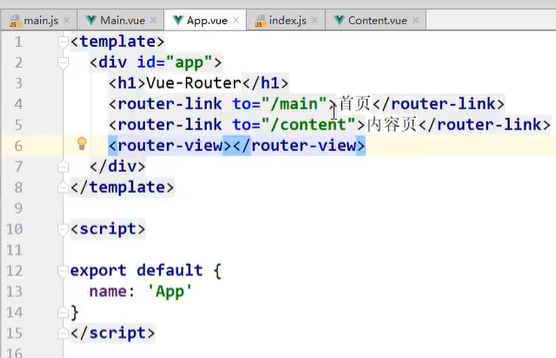 main.js × Main.vue × App.vue × index.js × Content.vue ×
1 <template>
2 <div id="app">
3 <h1>Vue-Router</h1>
4 <router-link to="/main">首页</router-link>
5 <router-link to="/content">内容页</router-link>
6 <router-view></router-view>
7 </div>
8 </template>
9
10 <script>
11
12 export default {
13 name: 'App'
14 }
15 </script>